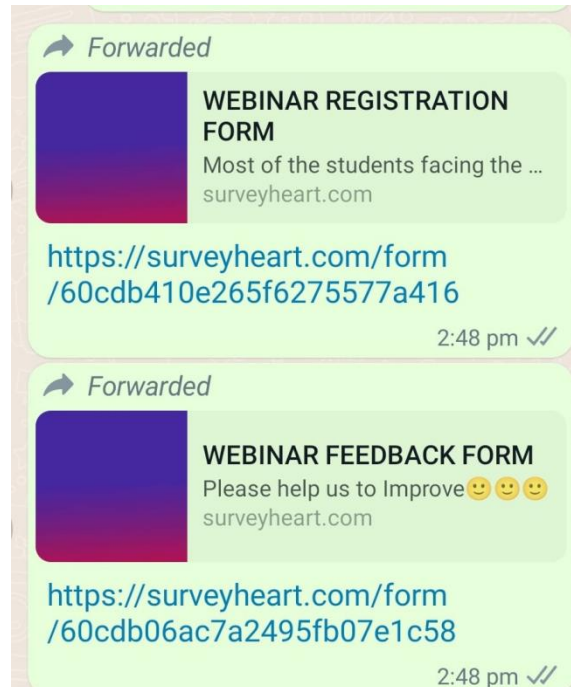 Forwarded
WEBINAR REGISTRATION
FORM
Most of the students facing the ...
surveyheart.com
https://surveyheart.com/form
/60cdb410e265f6275577a416
2:48 pm
Forwarded
WEBINAR FEEDBACK FORM
Please help us to Improve🙂🙂🙂
surveyheart.com
https://surveyheart.com/form
/60cdb06ac7a2495fb07e1c58
2:48 pm